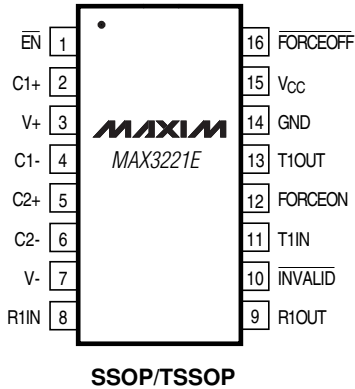 EN 1 16 FORCEOFF
C1+ 2 15 VCC
V+ 3 MAXIM 14 GND
C1- 4 MAX3221E 13 T1OUT
C2+ 5 12 FORCEON
C2- 6 11 T1IN
V- 7 10 INVALID
R1IN 8 9 R1OUT
SSOP/TSSOP